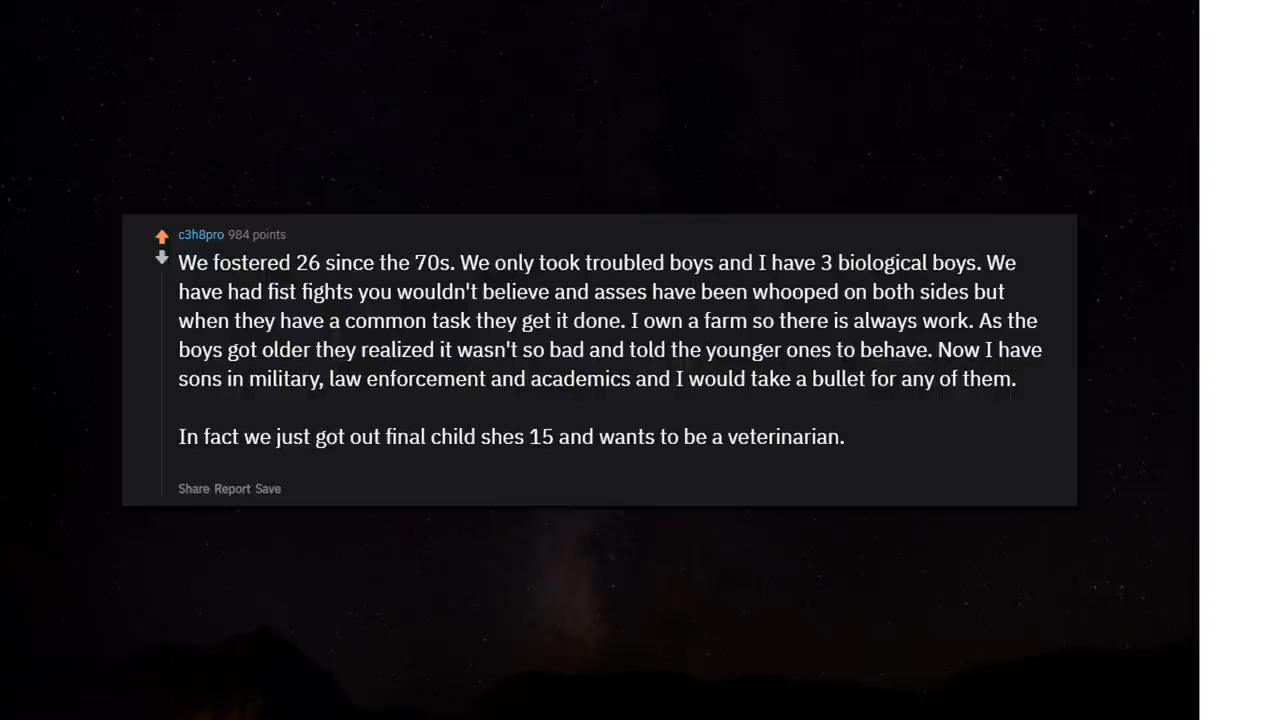 c3h8pro 984 points
We fostered 26 since the 70s. We only took troubled boys and I have 3 biological boys. We
have had fist fights you wouldn't believe and asses have been whooped on both sides but
when they have a common task they get it done. I own a farm so there is always work. As the
boys got older they realized it wasn't so bad and told the younger ones to behave. Now I have
sons in military, law enforcement and academics and I would take a bullet for any of them.
In fact we just got out final child shes 15 and wants to be a veterinarian.
Share Report Save